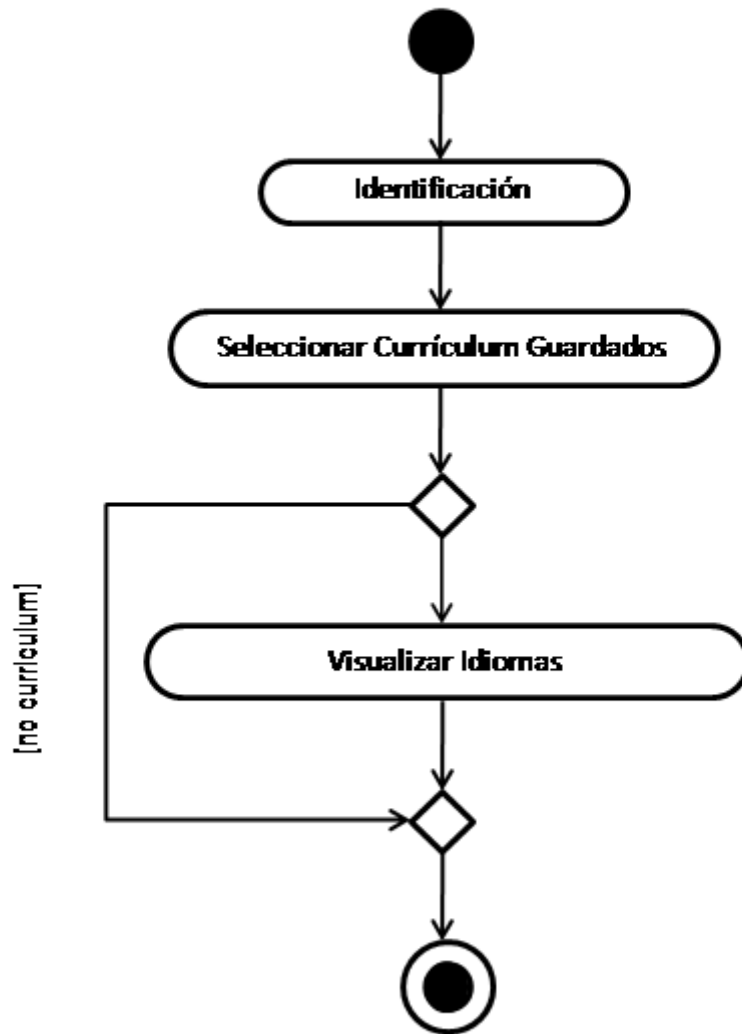 Identificación
Seleccionar Currículum Guardados
[no curriculum]
Visualizar Idiomas